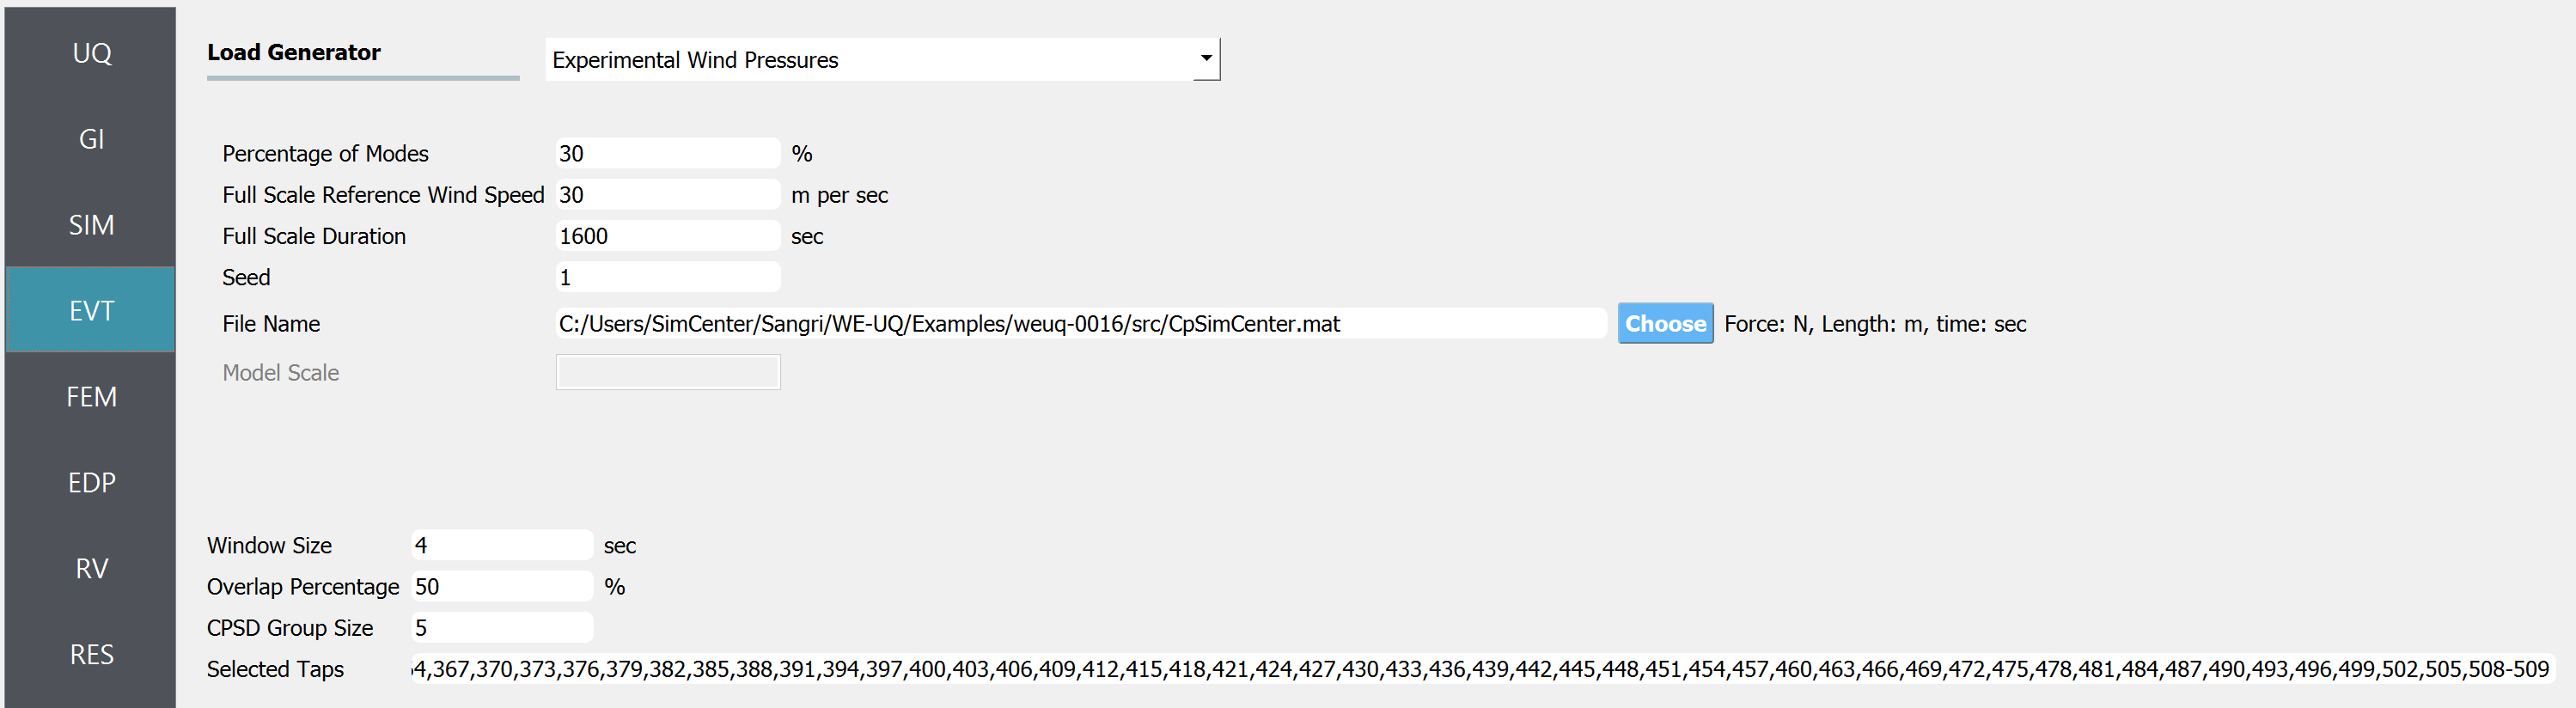 UQ
GI
SIM
EVT
FEM
EDP
RV
RES
Load Generator Experimental Wind Pressures
Percentage of Modes 30 %
Full Scale Reference Wind Speed 30 m per sec
Full Scale Duration 1600 sec
Seed 1
File Name C:/Users/SimCenter/Sangri/WE-UQ/Examples/weuq-0016/src/CpSimCenter.mat Choose Force: N, Length: m, time: sec
Model Scale
Window Size 4 sec
Overlap Percentage 50 %
CPSD Group Size 5
Selected Taps 4,367,370,373,376,379,382,385,388,391,394,397,400,403,406,409,412,415,418,421,424,427,430,433,436,439,442,445,448,451,454,457,460,463,466,469,472,475,478,481,484,487,490,493,496,499,502,505,508-509